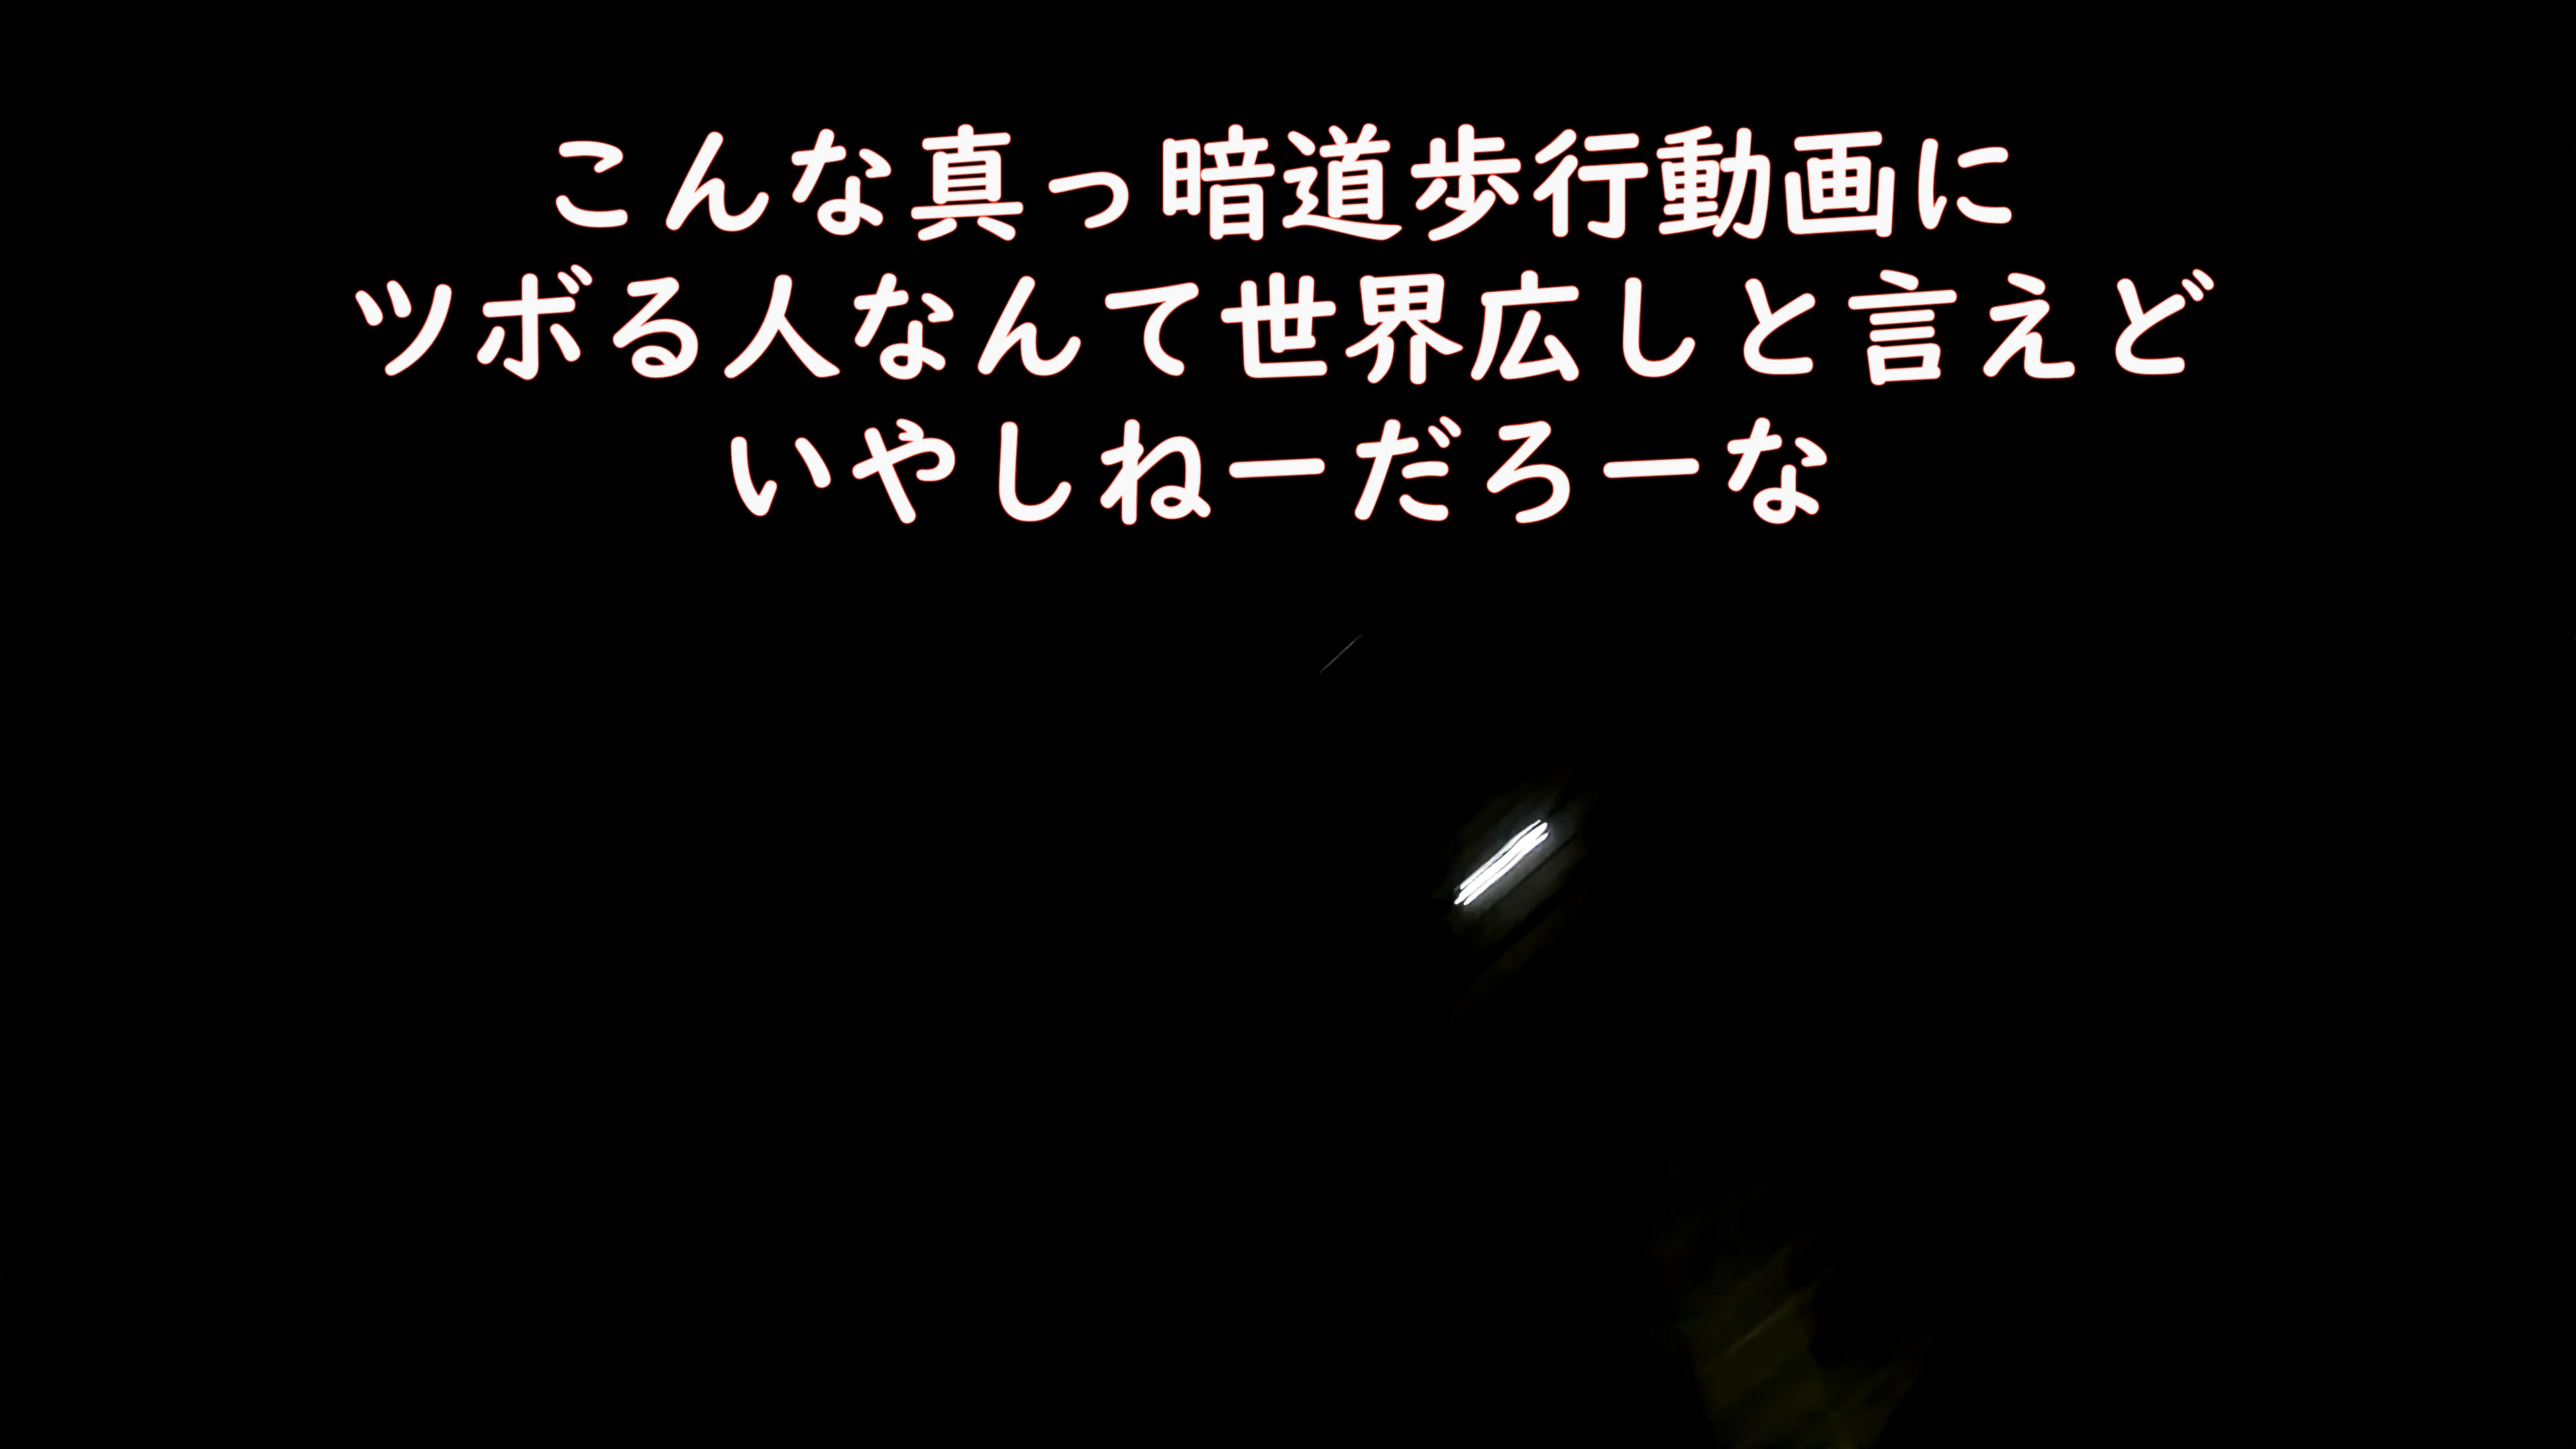 こんな真っ暗道歩行動画に
ツボる人なんて世界広しと言えど
いやしねーだろーな